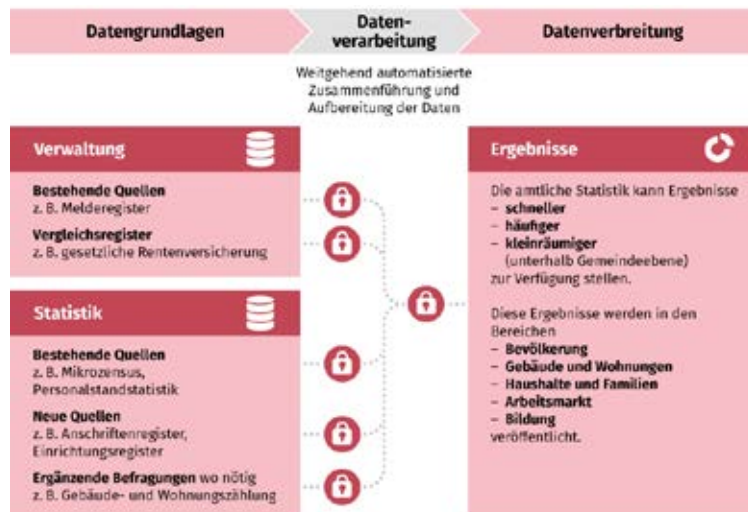 Datengrundlagen
Daten-
verarbeitung
Datenverbreitung
Weitgehend automatisierte
Zusammenführung und
Aufbereitung der Daten
Verwaltung
Bestehende Quellen
z. B. Melderegister
Vergleichsregister
z. B. gesetzliche Rentenversicherung
Statistik
Bestehende Quellen
z. B. Mikrozensus,
Personalstandstatistik
Neue Quellen
z. B. Anschriftenregister,
Einrichtungsregister
Ergänzende Befragungen wo nötig
z. B. Gebäude- und Wohnungszählung
Ergebnisse
Die amtliche Statistik kann Ergebnisse
– schneller
– häufiger
– kleinräumiger
(unterhalb Gemeindeebene)
zur Verfügung stellen.
Diese Ergebnisse werden in den
Bereichen
– Bevölkerung
– Gebäude und Wohnungen
– Haushalte und Familien
– Arbeitsmarkt
– Bildung
veröffentlicht.